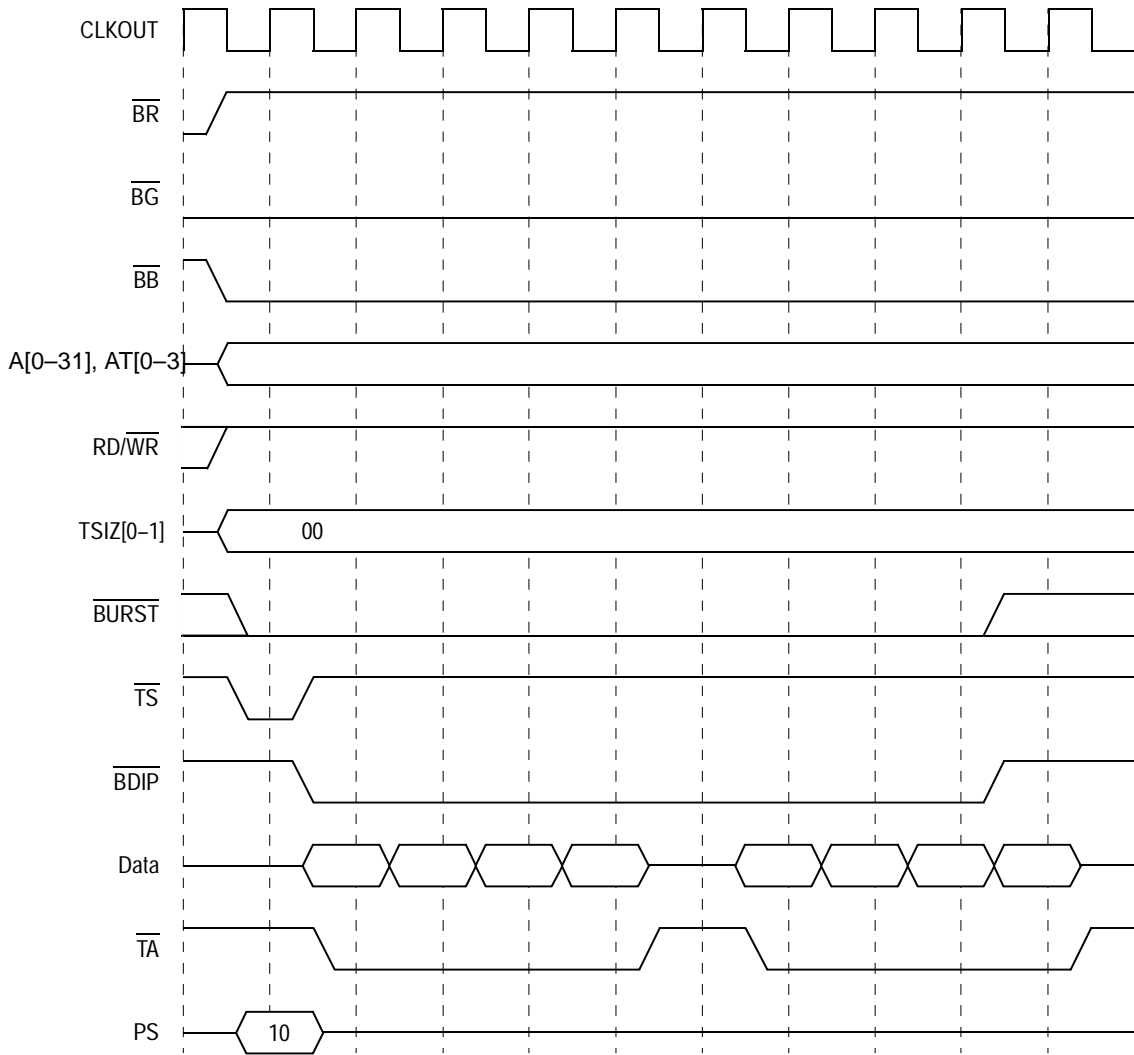 CLKOUT
BR
BG
BB
A[0–31], AT[0–3]
RD/WR
TSIZ[0–1] 00
BURST
TS
BDIP
Data
TA
PS 10